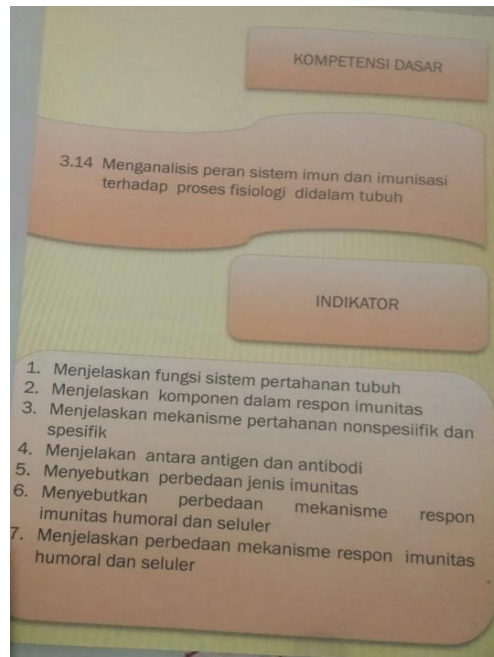 KOMPETENSI DASAR
3.14 Menganalisis peran sistem imun dan imunisasi
terhadap proses fisiologi didalam tubuh
INDIKATOR
1. Menjelaskan fungsi sistem pertahanan tubuh
2. Menjelaskan komponen dalam respon imunitas
3. Menjelaskan mekanisme pertahanan nonspesiifik dan
spesifik
4. Menjelakan antara antigen dan antibodi
5. Menyebutkan perbedaan jenis imunitas
6. Menyebutkan perbedaan mekanisme respon
imunitas humoral dan seluler
7. Menjelaskan perbedaan mekanisme respon imunitas
humoral dan seluler